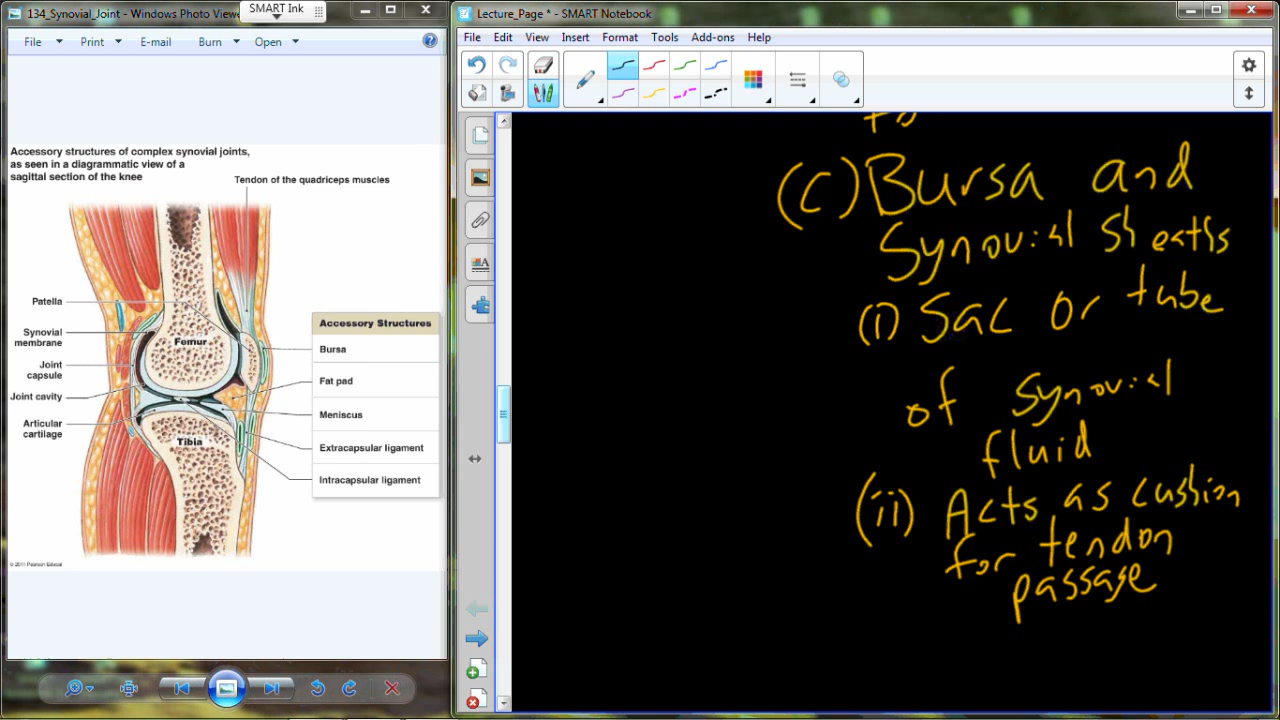 134_Synovial_Joint - Windows Photo Viewe
SMART Ink
File Print E-mail Burn Open
Accessory structures of complex synovial joints,
as seen in a diagrammatic view of a
sagittal section of the knee
Tendon of the quadriceps muscles
Patella
Synovial
membrane
Joint
capsule
Joint cavity
Articular
cartilage
Femur
Tibia
Accessory Structures
Bursa
Fat pad
Meniscus
Extracapsular ligament
Intracapsular ligament
© 2011 Pearson Educat
Lecture_Page * - SMART Notebook
File Edit View Insert Format Tools Add-ons Help
(C) Bursa and
Synovial Sheaths
(i) Sac or tube
of Synovial
fluid
(ii) Acts as cushion
for tendon
passage